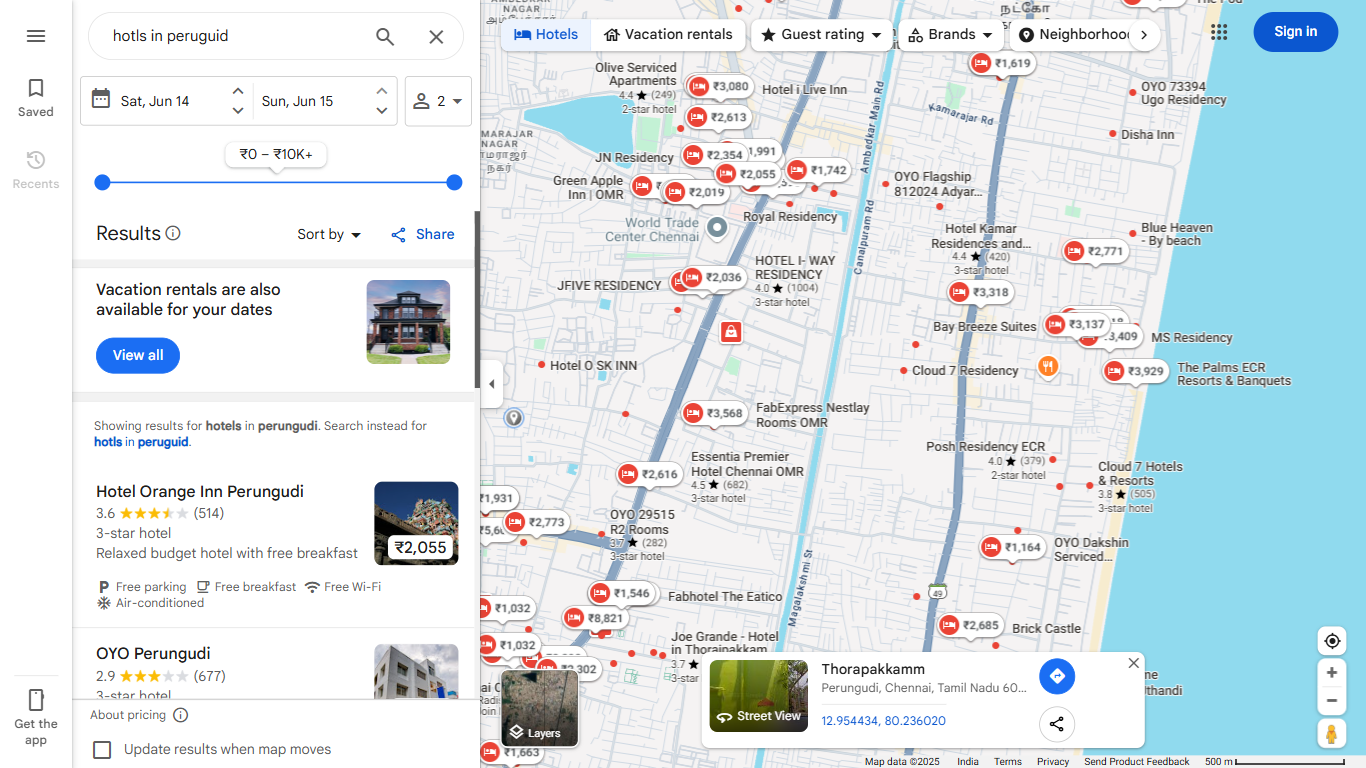 hotls in peruguid
Saved
Recents
Get the
app
Sat, Jun 14
Sun, Jun 15
2
₹0 – ₹10K+
Results
Sort by
Share
Vacation rentals are also
available for your dates
View all
Showing results for hotels in perungudi. Search instead for
hotls in peruguid.
Hotel Orange Inn Perungudi
3.6 ★★★★★ (514)
3-star hotel
Relaxed budget hotel with free breakfast
₹2,055
Free parking Free breakfast Free Wi-Fi
Air-conditioned
OYO Perungudi
2.9 ★★★★★ (677)
3-star hotel
About pricing
Update results when map moves
Hotels
Vacation rentals
Guest rating
Brands
Sign in
NAGAR
₹1,619
Olive Serviced
Apartments
4.4 ★ (249)
2-star hotel
₹3,080
Hotel i Live Inn
₹2,613
OYO 73394
Ugo Residency
Kamarajar Rd
Ambedkar Main Rd
Disha Inn
JN Residency
₹2,354
₹2,055
₹1,742
Green Apple
Inn | OMR
₹2,019
OYO Flagship
812024 Adyar...
Royal Residency
World Trade
Center Chennai
Canalpuram Rd
Hotel Kamar
Residences and...
4.4 ★ (420)
3-star hotel
Blue Heaven
- By beach
₹2,771
HOTEL I- WAY
RESIDENCY
4.0 ★ (1004)
3-star hotel
JFIVE RESIDENCY
₹2,036
₹3,318
Bay Breeze Suites
₹3,137
MS Residency
Hotel O SK INN
Cloud 7 Residency
₹3,929
The Palms ECR
Resorts & Banquets
₹3,568
FabExpress Nestlay
Rooms OMR
Posh Residency ECR
4.0 ★ (379)
2-star hotel
Essentia Premier
Hotel Chennai OMR
4.5 ★ (682)
3-star hotel
₹2,616
Cloud 7 Hotels
& Resorts
3.8 ★ (505)
3-star hotel
₹1,931
₹2,773
OYO 29515
R2 Rooms
3.7 ★ (282)
3-star hotel
₹1,164
OYO Dakshin
Serviced...
Magalakshmi St
49
₹1,546
Fabhotel The Eatico
₹1,032
₹8,821
₹2,685
Brick Castle
₹1,032
Joe Grande - Hotel
in Thoraipakkam
3.7 ★
3-star
Layers
₹1,663
Street View
Thorapakkamm
Perungudi, Chennai, Tamil Nadu 60...
12.954434, 80.236020
Map data ©2025 India Terms Privacy Send Product Feedback 500 m